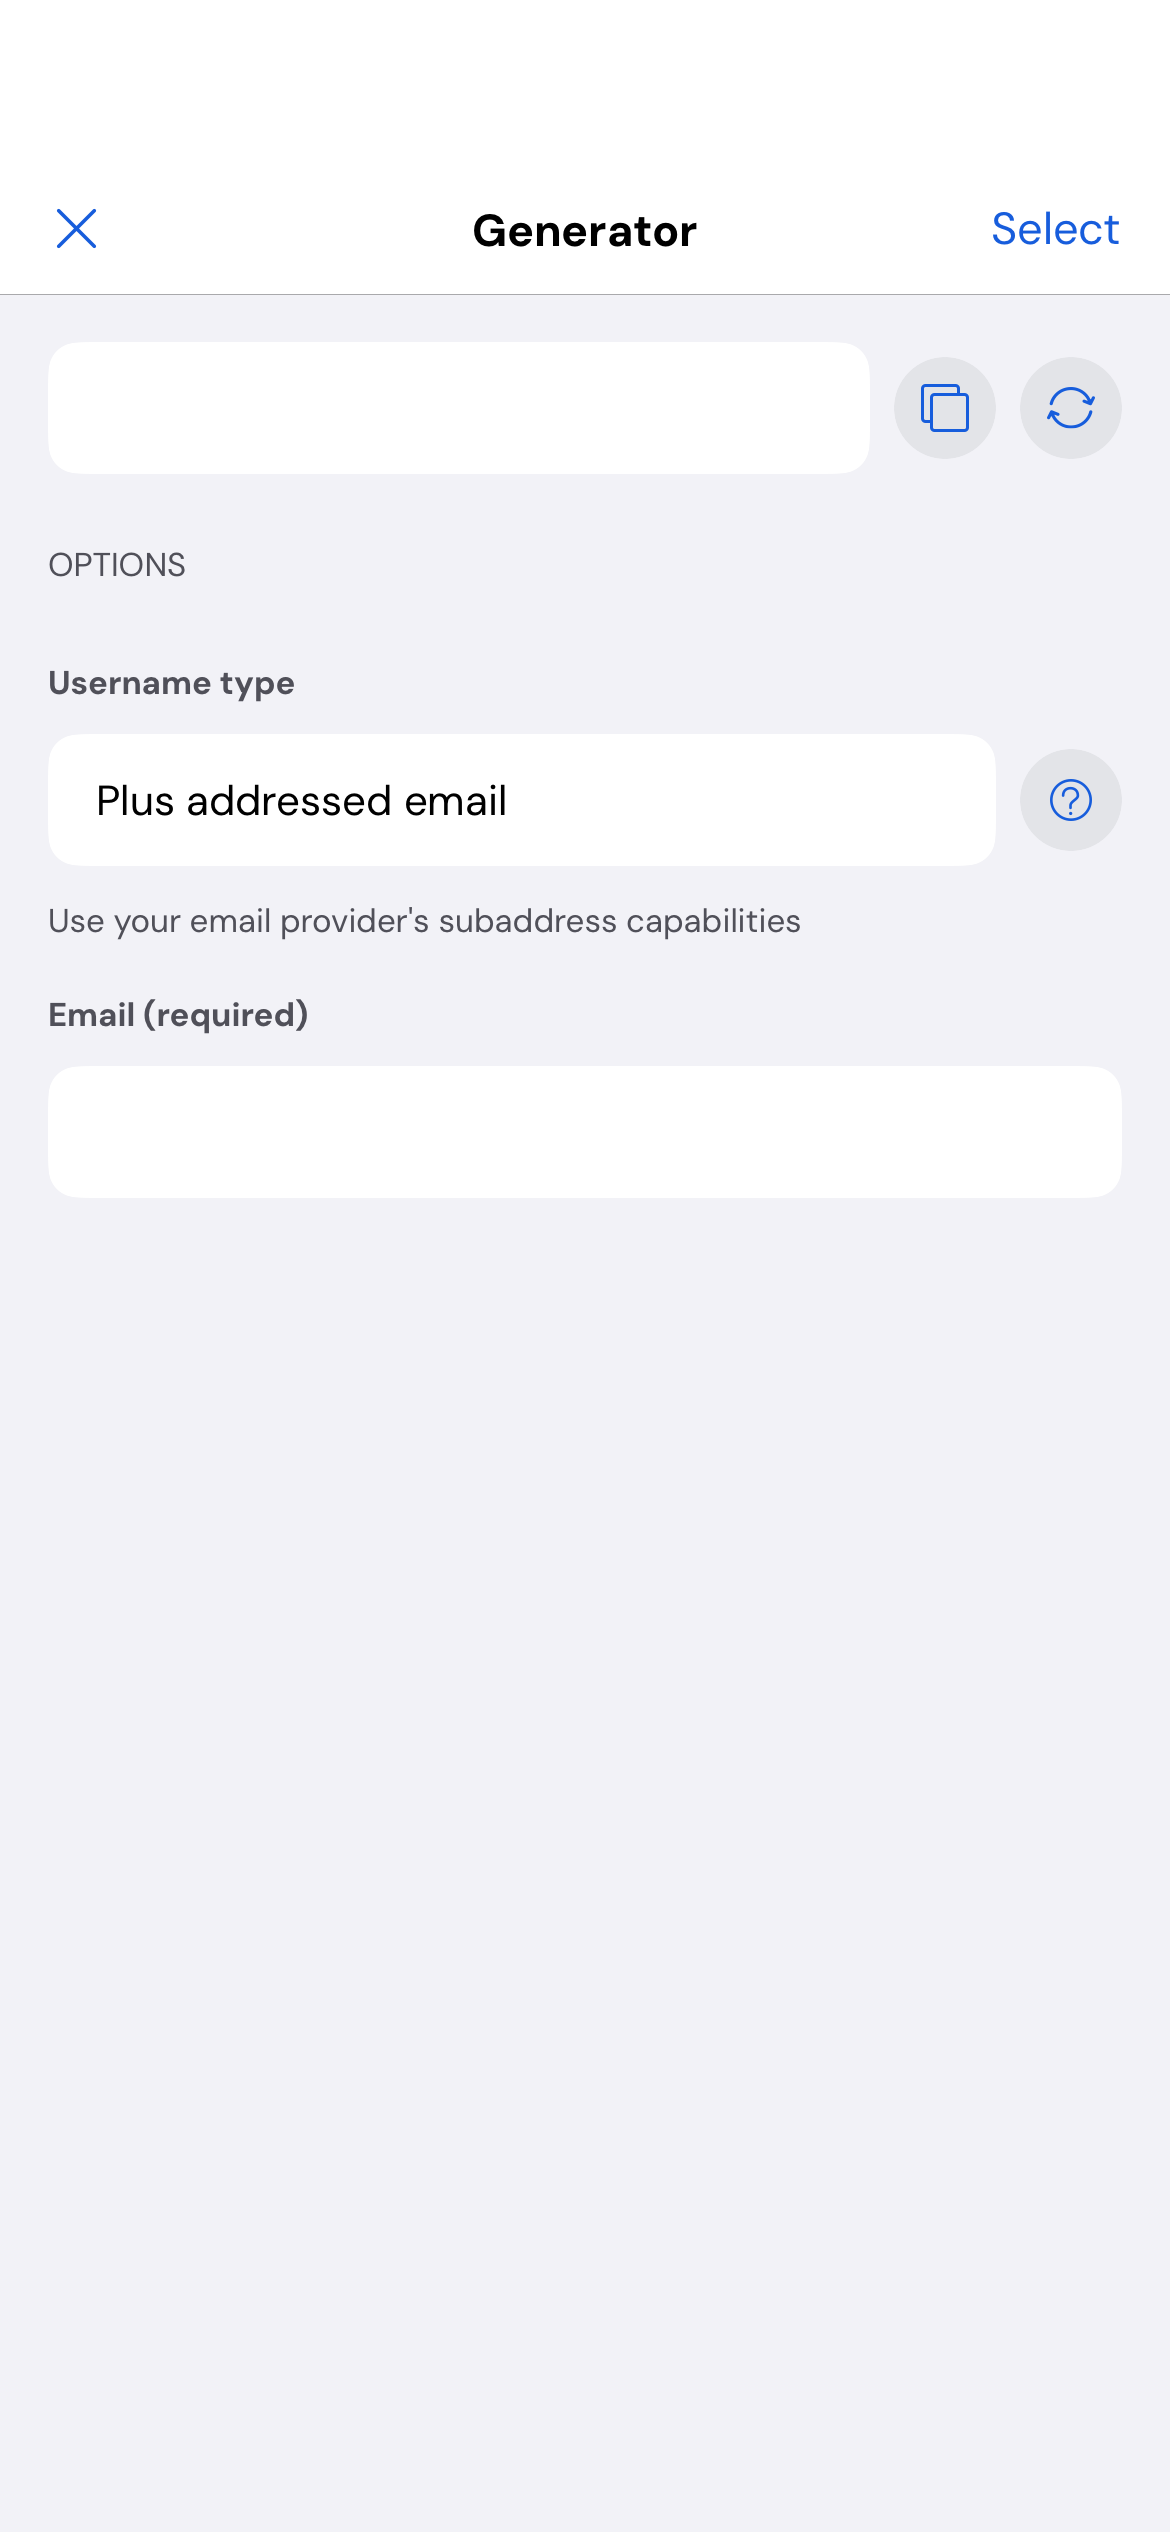 Generator
Select
OPTIONS
Username type
Plus addressed email
Use your email provider's subaddress capabilities
Email (required)